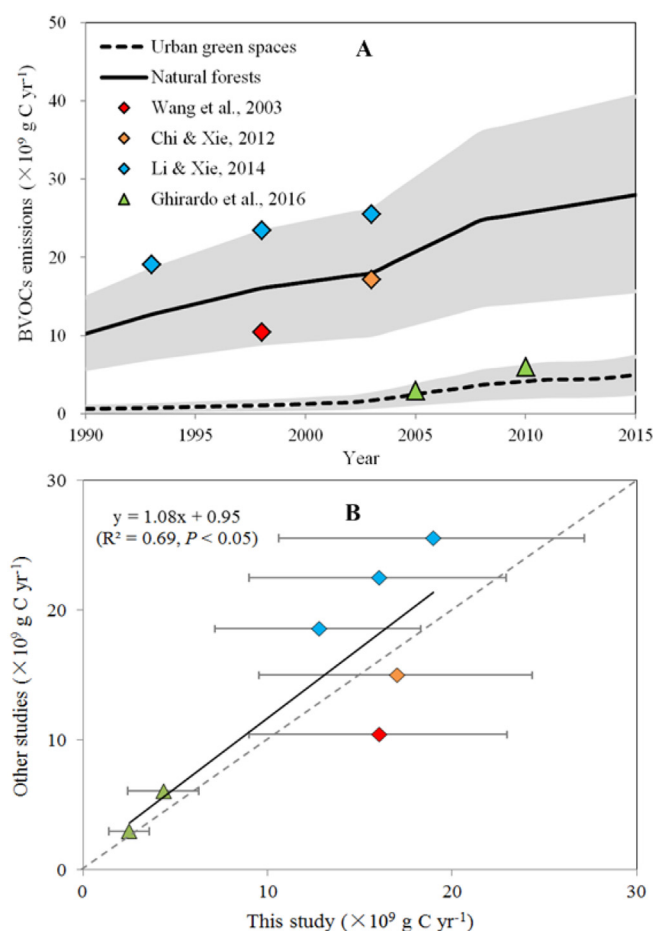 50
40
30
20
10
0
BVOCs emissions (×10⁹ g C yr⁻¹)
A
Urban green spaces
Natural forests
Wang et al., 2003
Chi & Xie, 2012
Li & Xie, 2014
Ghirardo et al., 2016
1990 1995 2000 2005 2010 2015
Year
30
20
10
0
Other studies (×10⁹ g C yr⁻¹)
B
y = 1.08x + 0.95
(R² = 0.69, P < 0.05)
0 10 20 30
This study (×10⁹ g C yr⁻¹)